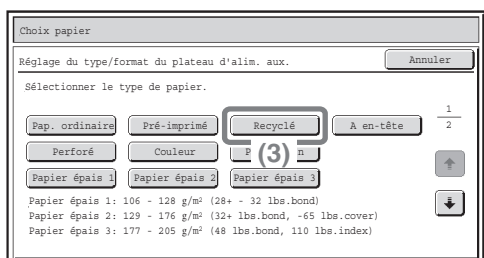 Choix papier
Réglage du type/format du plateau d'alim. aux. Annuler
Sélectionner le type de papier.
1
2
Pap. ordinaire Pré-imprimé Recyclé A en-tête
Perforé Couleur
(3)
Papier épais 1 Papier épais 2 Papier épais 3
Papier épais 1: 106 - 128 g/m² (28+ - 32 lbs.bond)
Papier épais 2: 129 - 176 g/m² (32+ lbs.bond, -65 lbs.cover)
Papier épais 3: 177 - 205 g/m² (48 lbs.bond, 110 lbs.index)